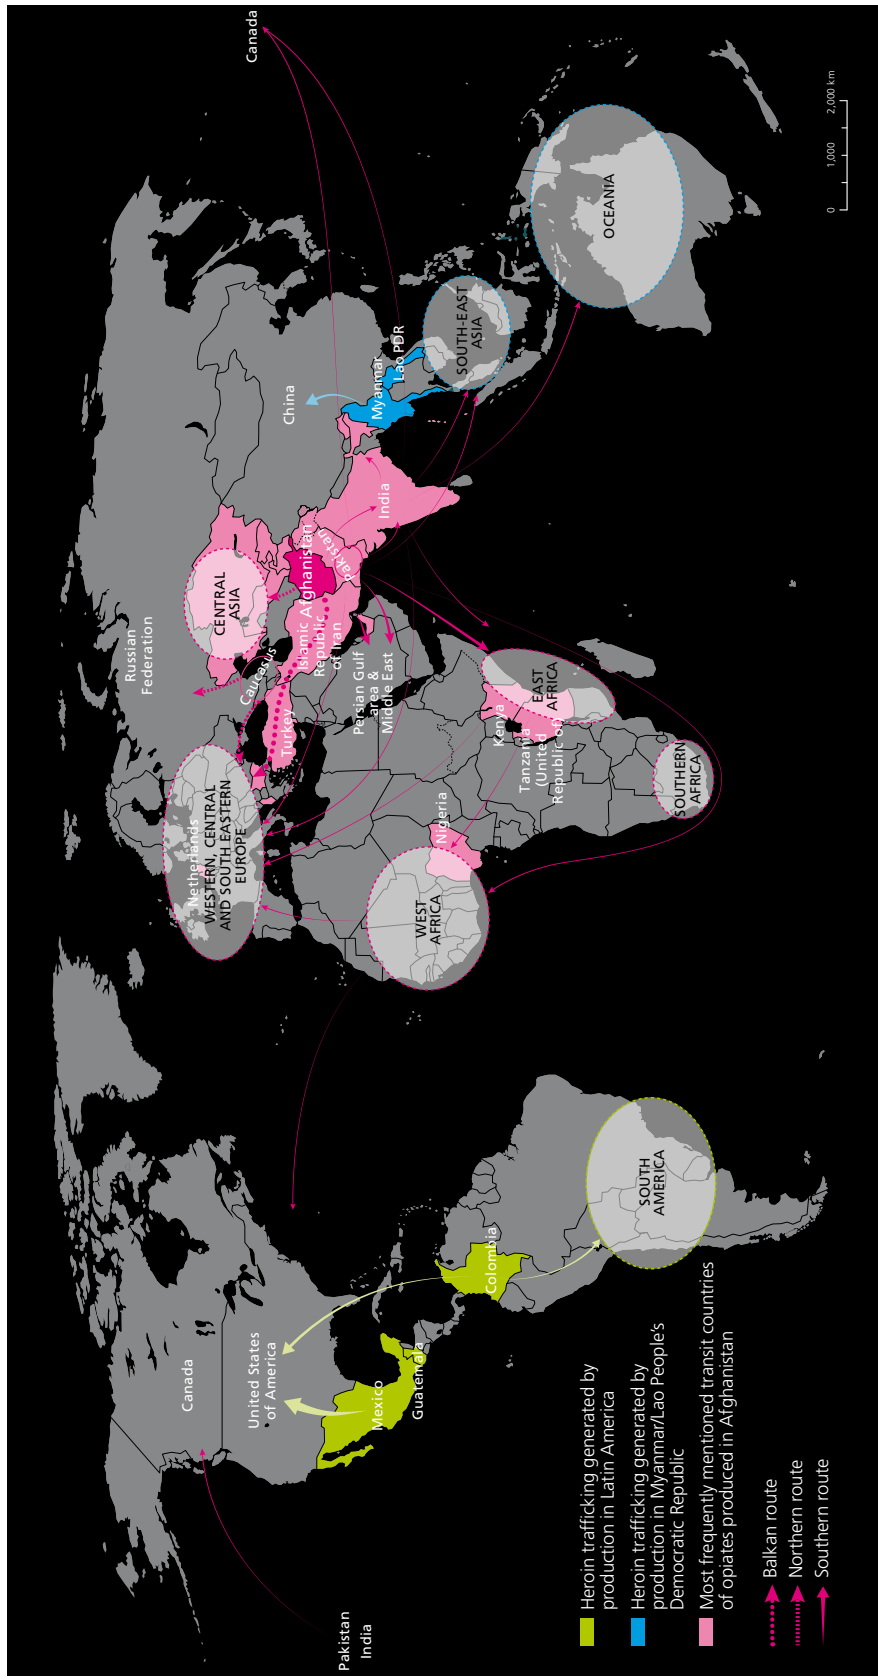 Canada
United States
of America
Mexico
Guatemala
Colombia
SOUTH
AMERICA
Pakistan
India
Netherlands
WESTERN, CENTRAL
AND SOUTH EASTERN
EUROPE
Russian
Federation
CENTRAL
ASIA
Caucasus
Turkey
Islamic
Republic
of Iran
Afghanistan
Pakistan
India
Persian Gulf
area &
Middle East
China
Myanmar
Lao PDR
SOUTH-EAST
ASIA
OCEANIA
Canada
WEST
AFRICA
Nigeria
Kenya
Tanzania
(United
Republic of)
EAST
AFRICA
SOUTHERN
AFRICA
Heroin trafficking generated by
production in Latin America
Heroin trafficking generated by
production in Myanmar/Lao People's
Democratic Republic
Most frequently mentioned transit countries
of opiates produced in Afghanistan
Balkan route
Northern route
Southern route
0 1,000 2,000 km